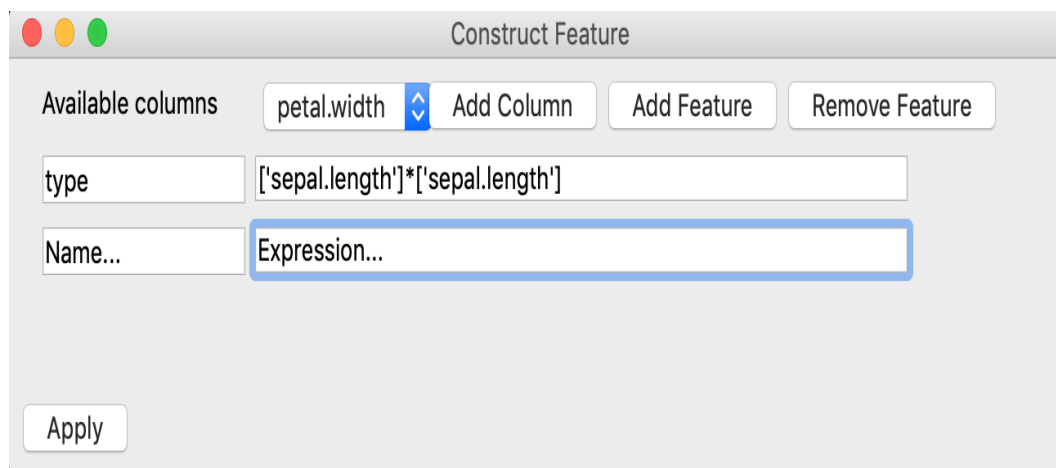 Construct Feature
Available columns petal.width Add Column Add Feature Remove Feature
type ['sepal.length']*['sepal.length']
Name... Expression...
Apply